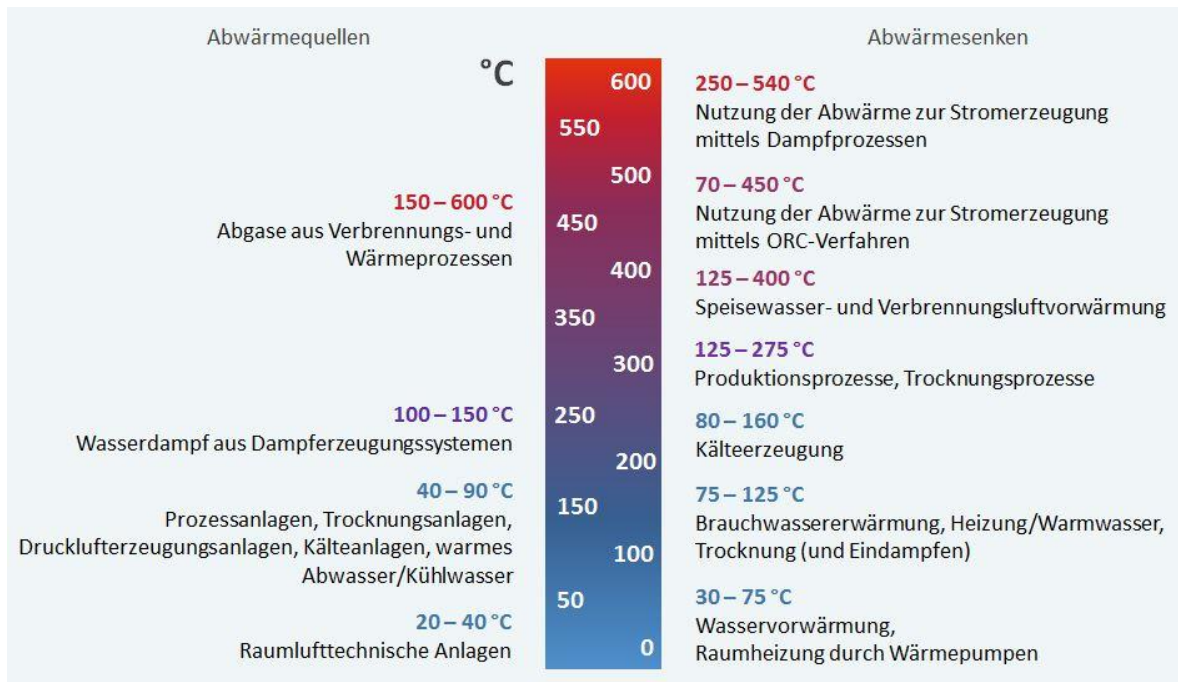 Abwärmequellen
Abwärmesenken
°C
600
550
500
450
400
350
300
250
200
150
100
50
0
150 – 600 °C
Abgase aus Verbrennungs- und
Wärmeprozessen
100 – 150 °C
Wasserdampf aus Dampferzeugungssystemen
40 – 90 °C
Prozessanlagen, Trocknungsanlagen,
Drucklufterzeugungsanlagen, Kälteanlagen, warmes
Abwasser/Kühlwasser
20 – 40 °C
Raumlufttechnische Anlagen
250 – 540 °C
Nutzung der Abwärme zur Stromerzeugung
mittels Dampfprozessen
70 – 450 °C
Nutzung der Abwärme zur Stromerzeugung
mittels ORC-Verfahren
125 – 400 °C
Speisewasser- und Verbrennungsluftvorwärmung
125 – 275 °C
Produktionsprozesse, Trocknungsprozesse
80 – 160 °C
Kälteerzeugung
75 – 125 °C
Brauchwassererwärmung, Heizung/Warmwasser,
Trocknung (und Eindampfen)
30 – 75 °C
Wasservorwärmung,
Raumheizung durch Wärmepumpen